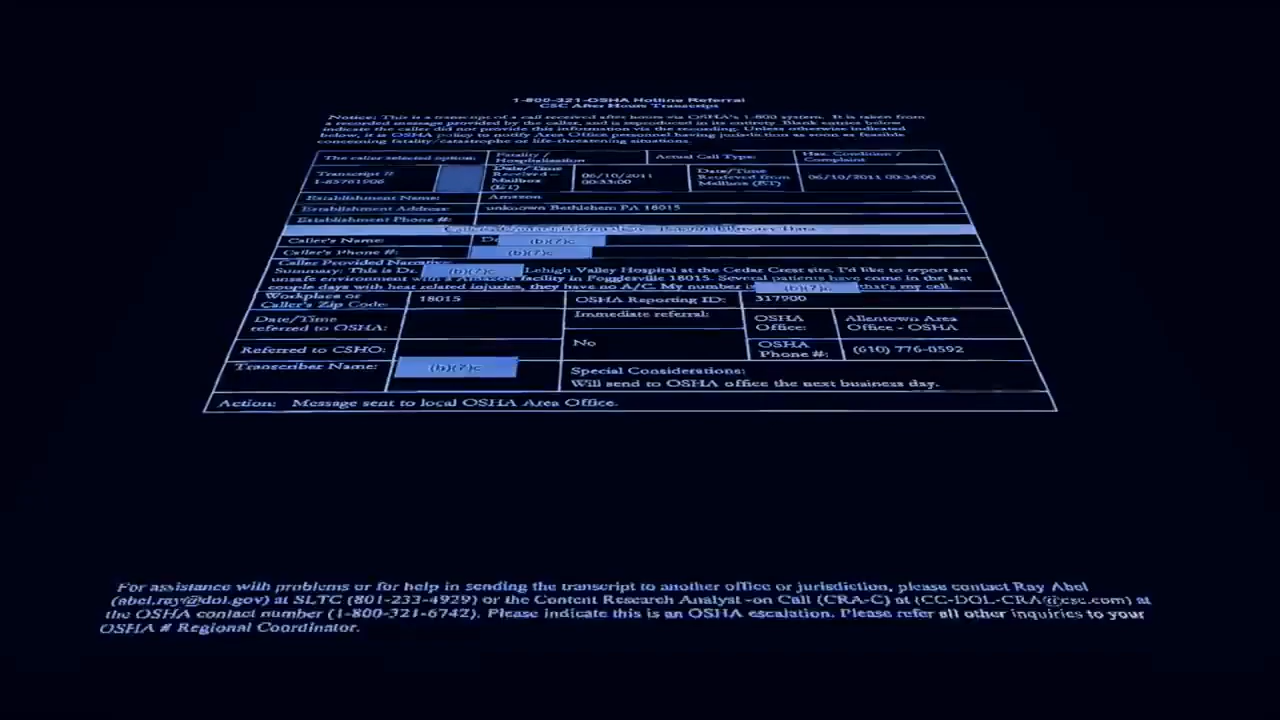 1-800-321-OSHA Hotline Referral
CSC After Hours Transcript
Notice: This is a transcript of a call received after hours via OSHA's 1-800 system. It is taken from
a recorded message provided by the caller, and is reproduced in its entirety. Blank entries below
indicate the caller did not provide this information via the recording. Unless otherwise indicated
below, it is OSHA policy to notify Area Office personnel having jurisdiction as soon as feasible
concerning fatality/catastrophe or life-threatening situations.
The caller selected option: Fatality / Hospitalization Actual Call Type: Haz. Condition / Complaint
Transcript # 1-85761906 Date/Time Received – Mailbox (ET) 06/10/2011 00:33:00 Date/Time Retrieved from Mailbox (ET) 06/10/2011 00:34:00
Establishment Name: Amazon
Establishment Address: unknown Bethlehem PA 18015
Establishment Phone #:
Caller's Name: (b)(7)c
Caller's Phone #: (b)(7)c
Caller Provided Narrative
Summary: This is Dr. (b)(7)c Lehigh Valley Hospital at the Cedar Crest site. I'd like to report an
unsafe environment with a Amazon facility in Fogglesville. Several patients have come in the last
couple days with heat related injuries, they have no A/C. My number is (b)(7)c that's my cell.
Workplace or Caller's Zip Code: 18015 OSHA Reporting ID: 317900
Date/Time referred to OSHA: Immediate referral: OSHA Office: Allentown Area Office - OSHA
Referred to CSHO: No OSHA Phone #: (610) 776-0592
Transcriber Name: (b)(7)c Special Considerations:
Will send to OSHA office the next business day.
Action: Message sent to local OSHA Area Office.
For assistance with problems or for help in sending the transcript to another office or jurisdiction, please contact Ray Abel
(abel.ray@dol.gov) at SLTC (801-233-4929) or the Content Research Analyst -on Call (CRA-C) at (CC-DOL-CRA@csc.com) at
the OSHA contact number (1-800-321-6742). Please indicate this is an OSHA escalation. Please refer all other inquiries to your
OSHA # Regional Coordinator.